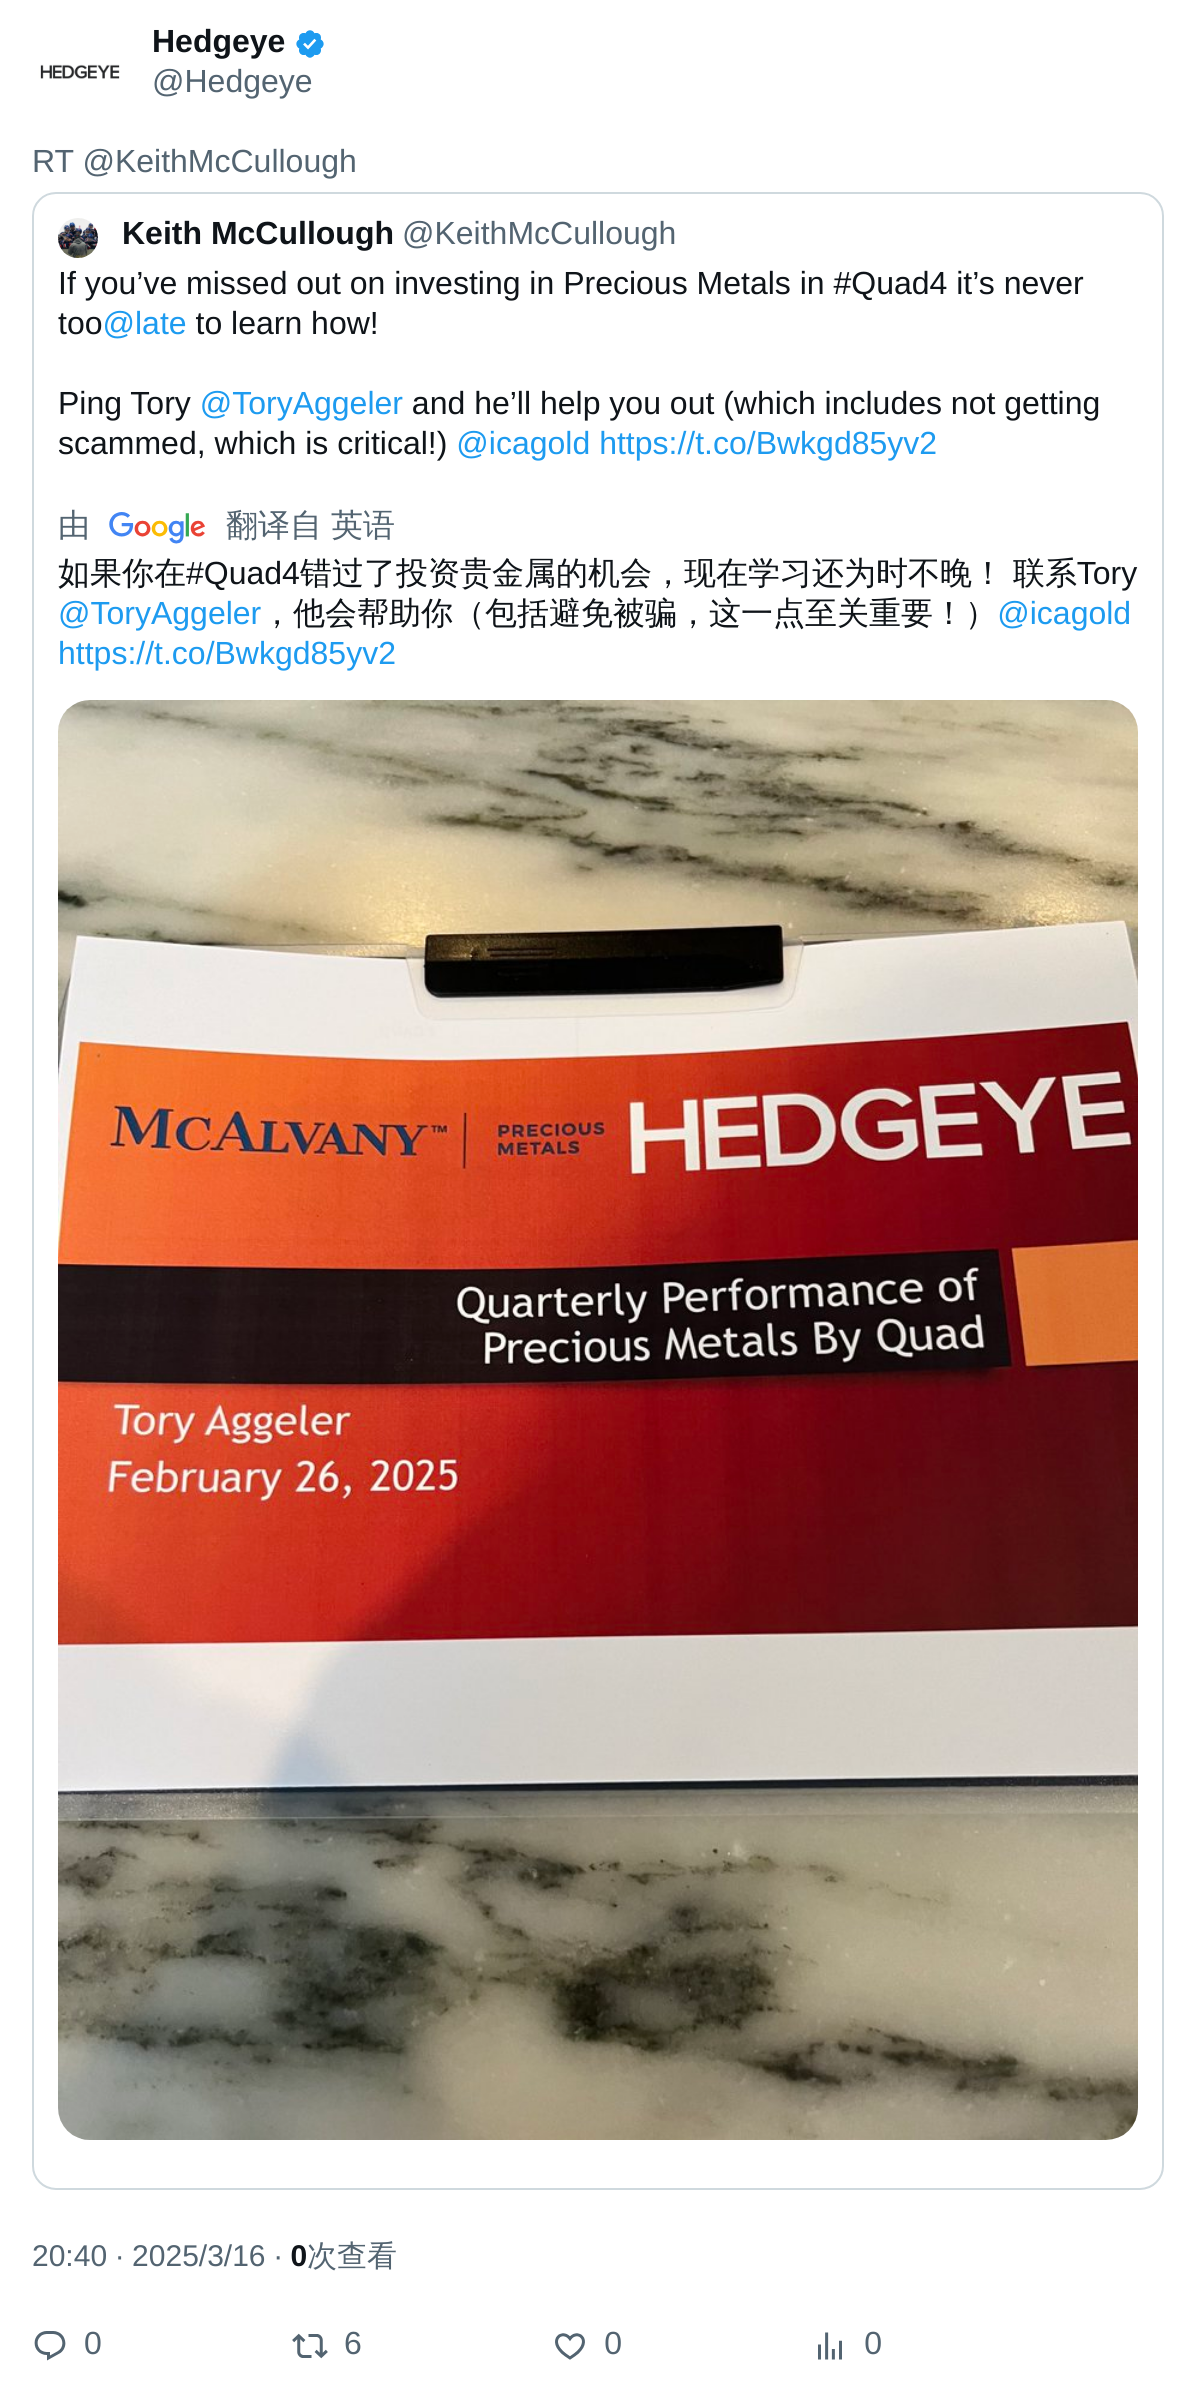 HEDGEYE
Hedgeye
@Hedgeye
RT @KeithMcCullough
Keith McCullough @KeithMcCullough
If you’ve missed out on investing in Precious Metals in #Quad4 it’s never
too@late to learn how!
Ping Tory @ToryAggeler and he’ll help you out (which includes not getting
scammed, which is critical!) @icagold https://t.co/Bwkgd85yv2
由 Google 翻译自 英语
如果你在#Quad4错过了投资贵金属的机会，现在学习还为时不晚！ 联系Tory
@ToryAggeler，他会帮助你（包括避免被骗，这一点至关重要！）@icagold
https://t.co/Bwkgd85yv2
MCALVANY™ | PRECIOUS
METALS
HEDGEYE
Quarterly Performance of
Precious Metals By Quad
Tory Aggeler
February 26, 2025
20:40 · 2025/3/16 · 0次查看
0 6 0 0